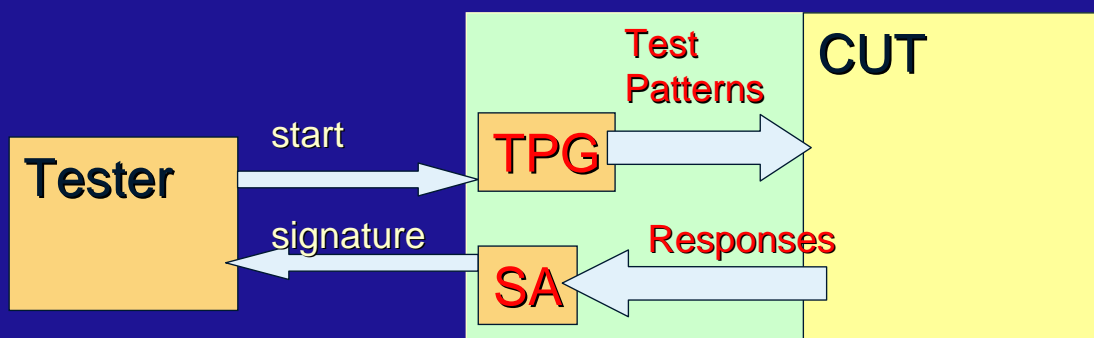 Test
Patterns
CUT
start
TPG
Tester
signature
Responses
SA